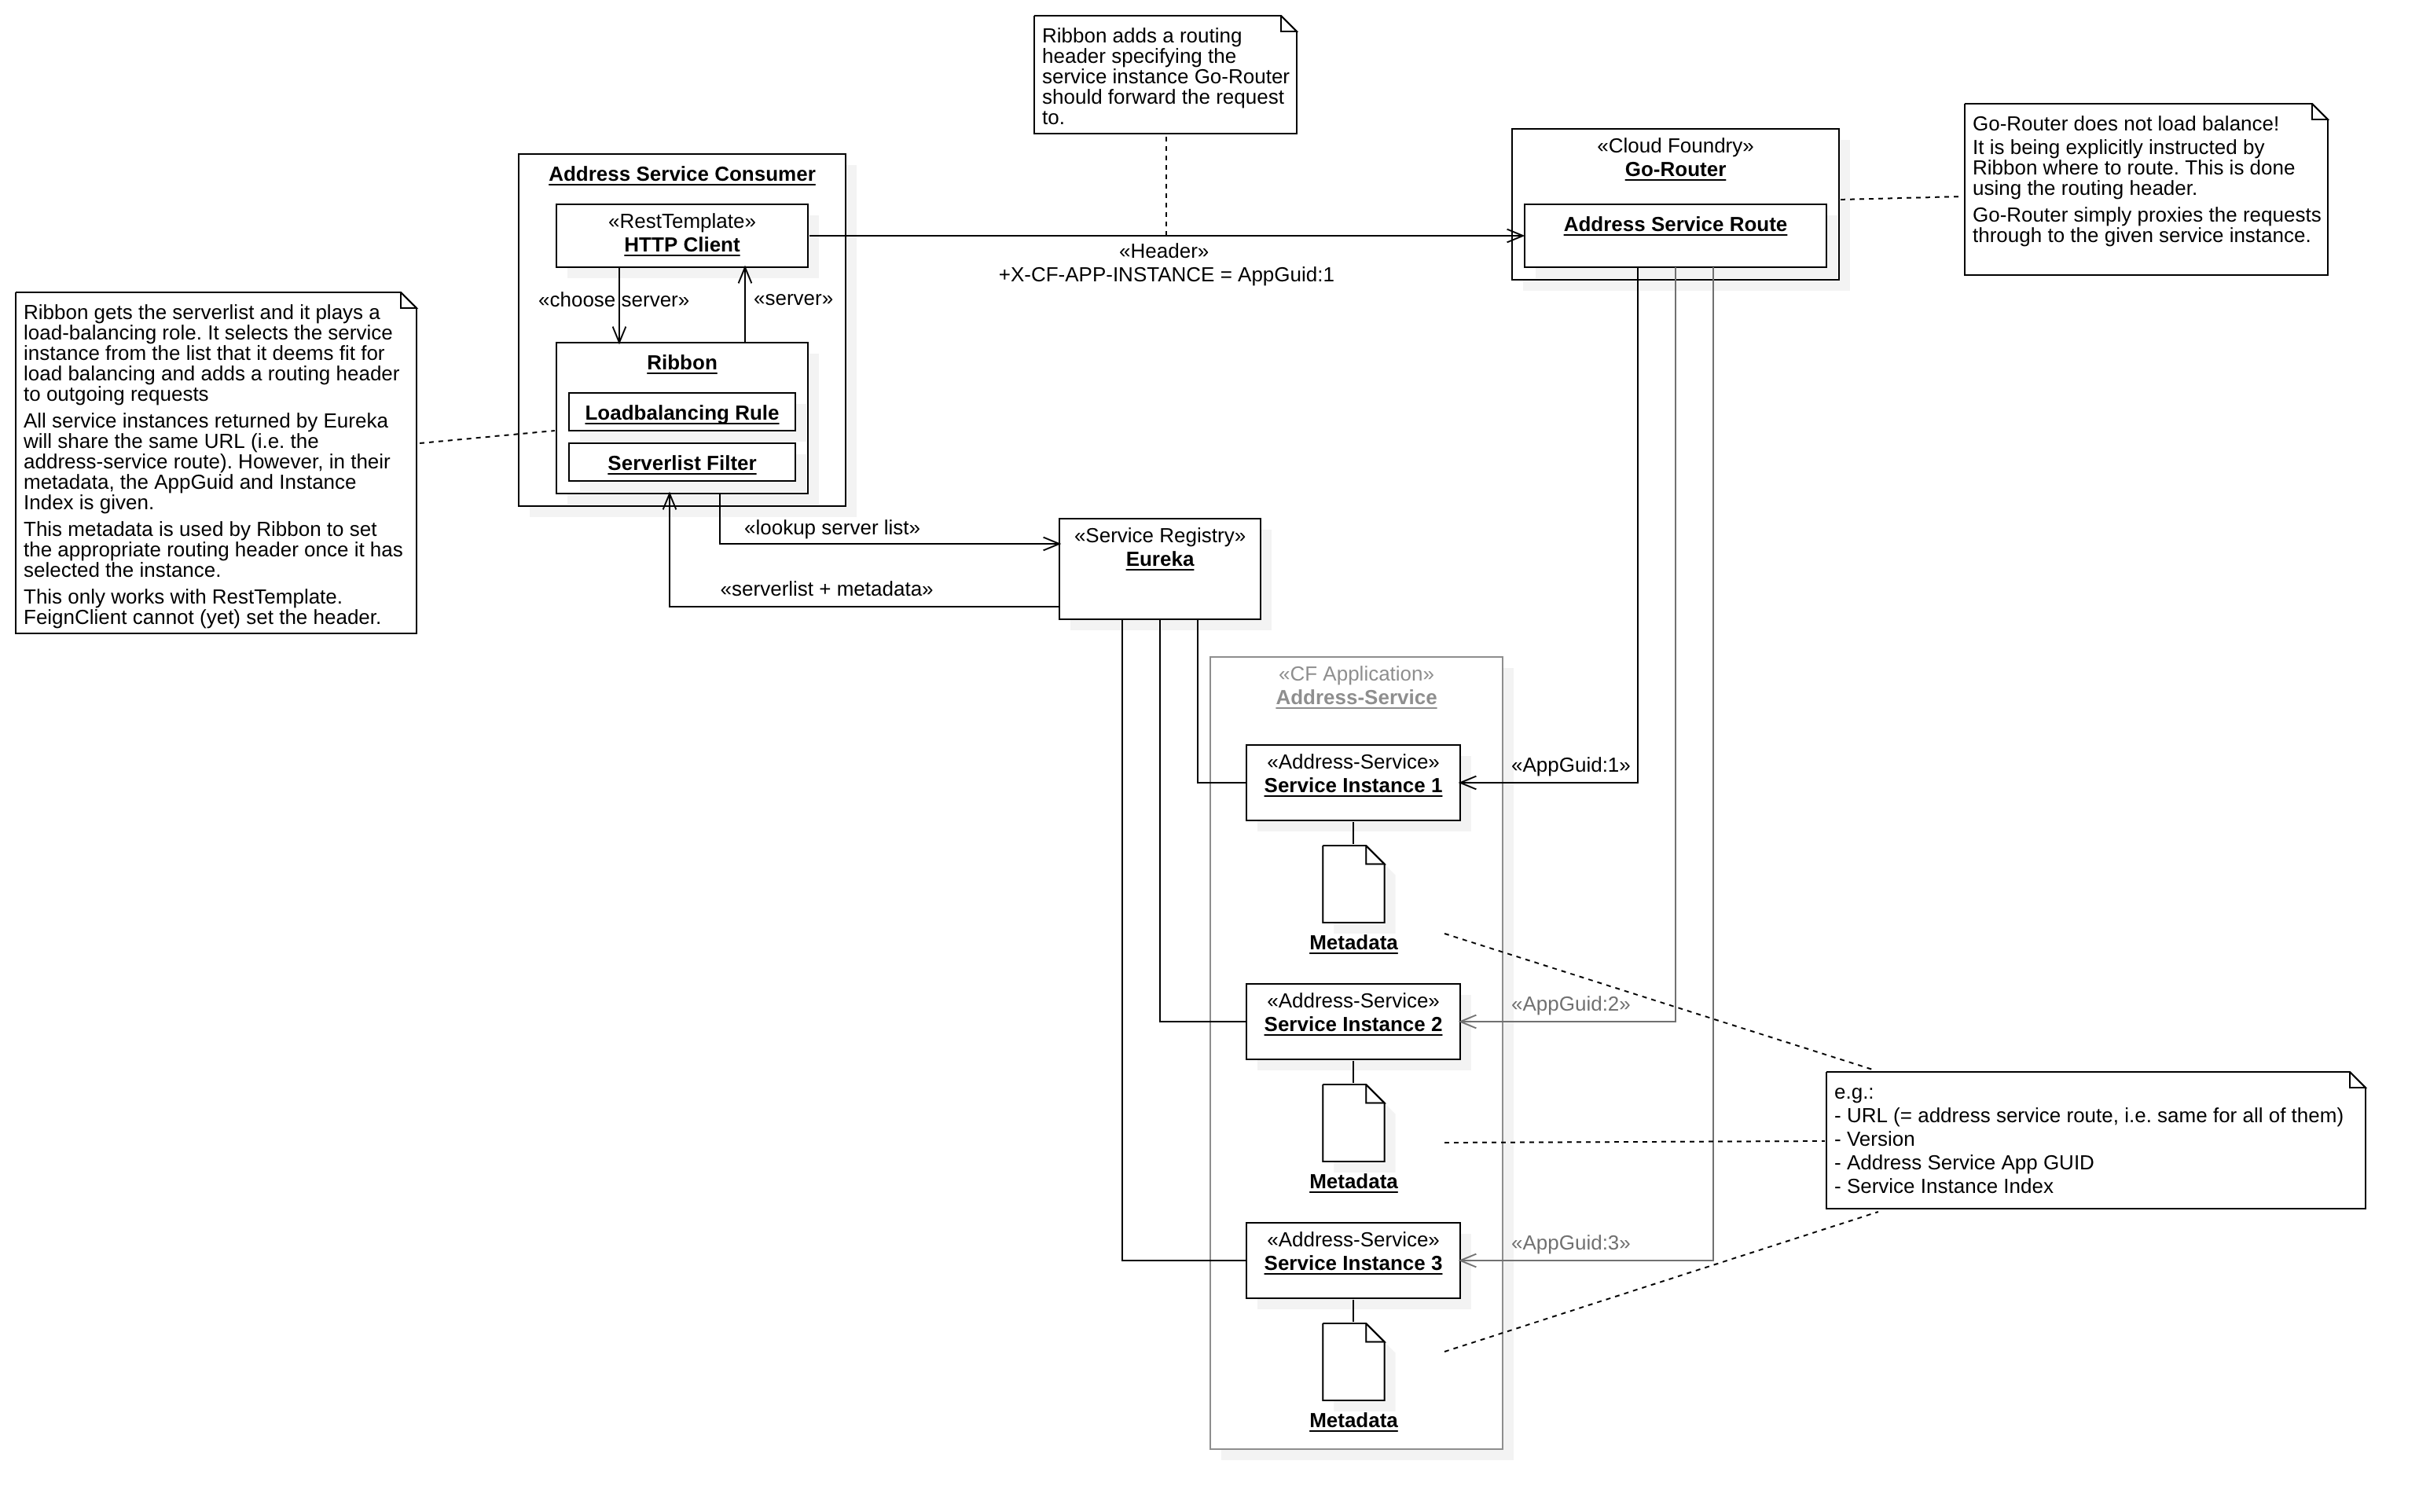 Ribbon adds a routing
header specifying the
service instance Go-Router
should forward the request
to.
Go-Router does not load balance!
It is being explicitly instructed by
Ribbon where to route. This is done
using the routing header.
Go-Router simply proxies the requests
through to the given service instance.
«Cloud Foundry»
Go-Router
Address Service Route
Address Service Consumer
«RestTemplate»
HTTP Client
«Header»
+X-CF-APP-INSTANCE = AppGuid:1
«choose server»
«server»
Ribbon
Loadbalancing Rule
Serverlist Filter
Ribbon gets the serverlist and it plays a
load-balancing role. It selects the service
instance from the list that it deems fit for
load balancing and adds a routing header
to outgoing requests
All service instances returned by Eureka
will share the same URL (i.e. the
address-service route). However, in their
metadata, the AppGuid and Instance
Index is given.
This metadata is used by Ribbon to set
the appropriate routing header once it has
selected the instance.
This only works with RestTemplate.
FeignClient cannot (yet) set the header.
«lookup server list»
«serverlist + metadata»
«Service Registry»
Eureka
«CF Application»
Address-Service
«Address-Service»
Service Instance 1
«AppGuid:1»
Metadata
«Address-Service»
Service Instance 2
«AppGuid:2»
Metadata
«Address-Service»
Service Instance 3
«AppGuid:3»
Metadata
e.g.:
- URL (= address service route, i.e. same for all of them)
- Version
- Address Service App GUID
- Service Instance Index